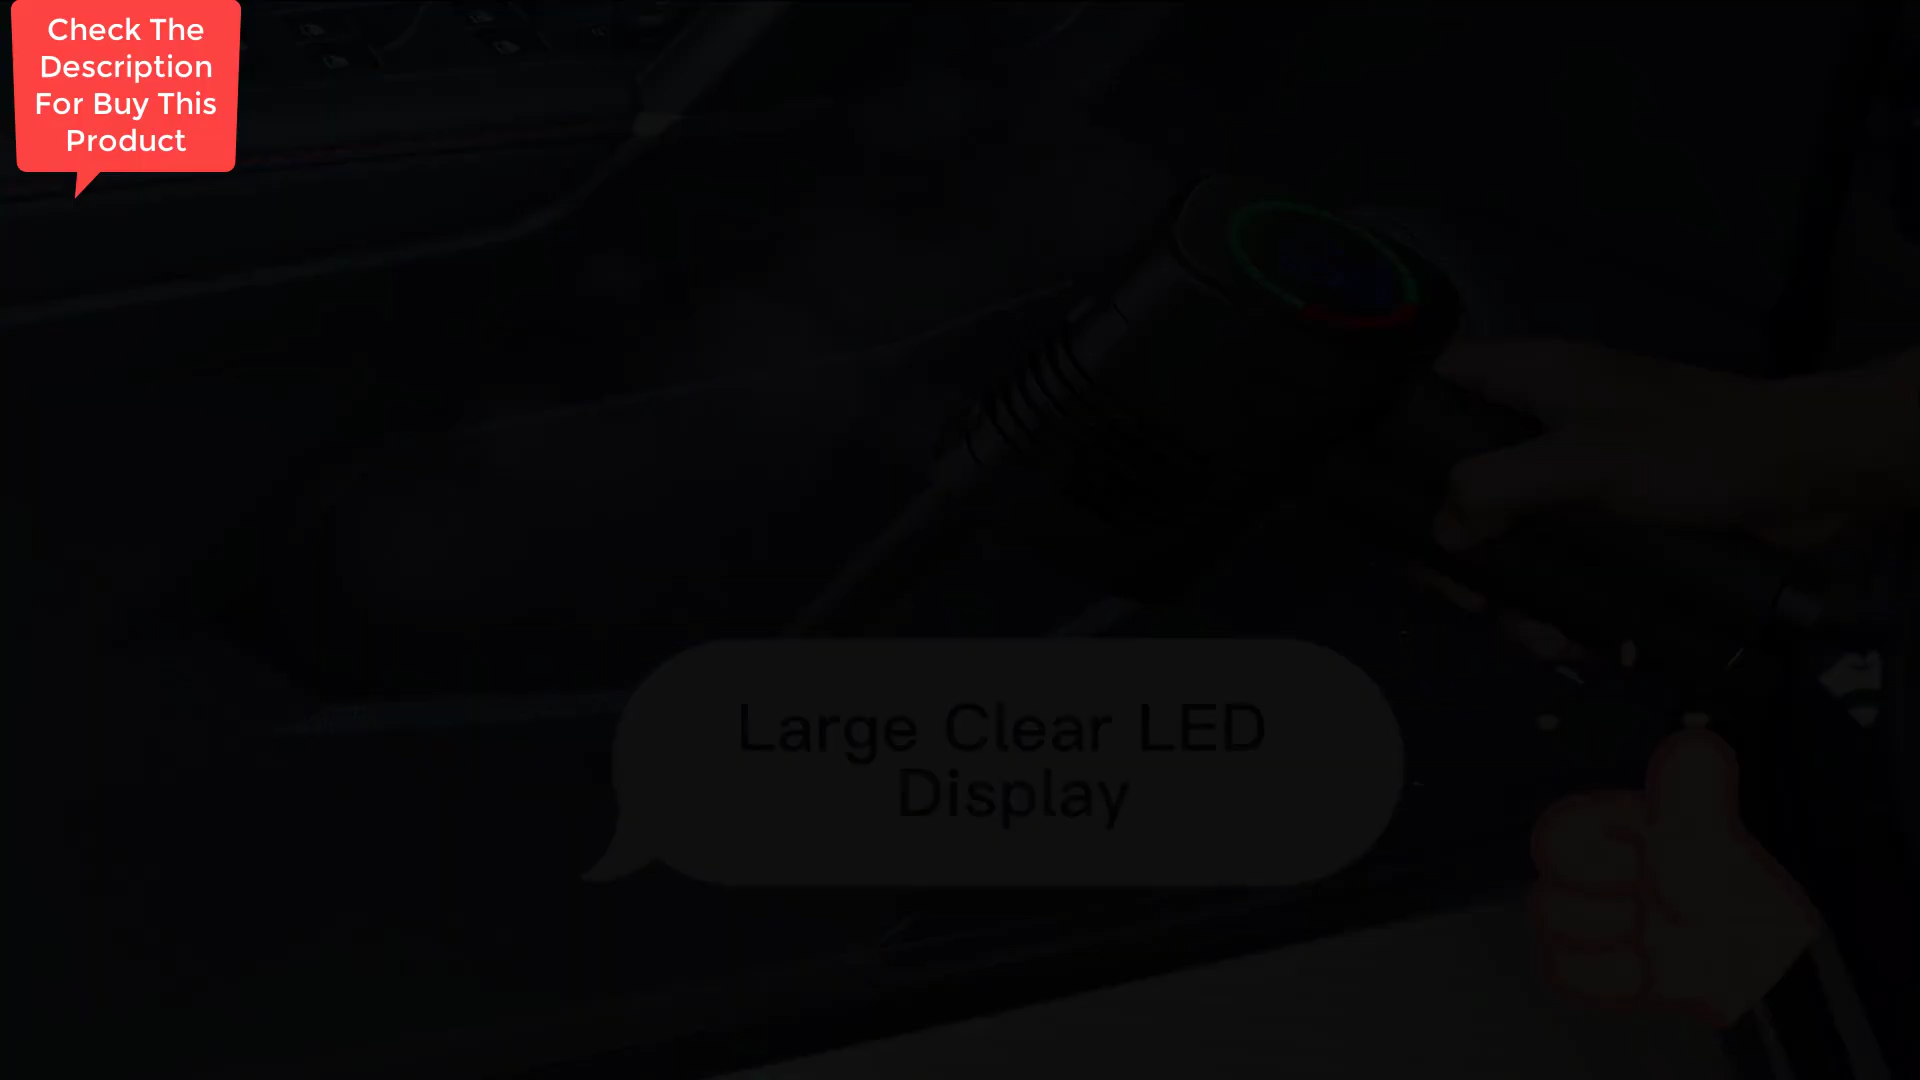 Check The
Description
For Buy This
Product
Large Clear LED
Display